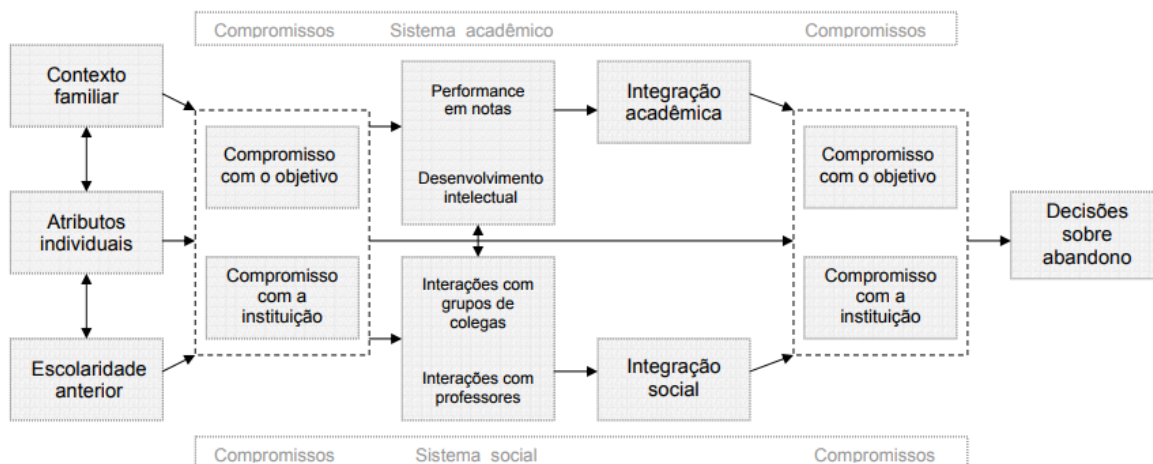 Compromissos Sistema acadêmico Compromissos
Contexto
familiar
Atributos
individuais
Escolaridade
anterior
Compromisso
com o objetivo
Compromisso
com a
instituição
Performance
em notas
Desenvolvimento
intelectual
Interações com
grupos de
colegas
Interações com
professores
Integração
acadêmica
Integração
social
Compromisso
com o objetivo
Compromisso
com a
instituição
Decisões
sobre
abandono
Compromissos Sistema social Compromissos